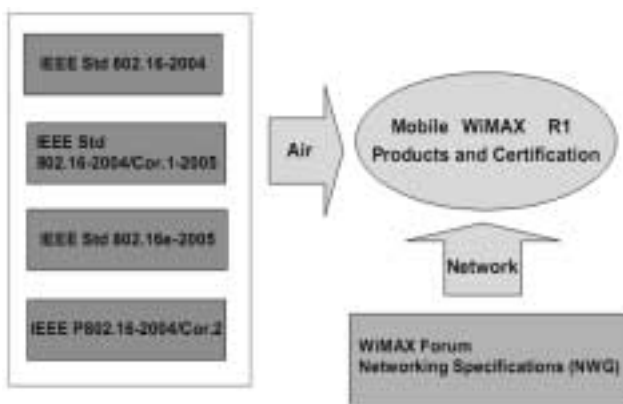 IEEE Std 802.16-2004
IEEE Std
802.16-2004/Cor.1-2005
IEEE Std 802.16e-2005
IEEE P802.16-2004/Cor.2
Air
Mobile WiMAX R1
Products and Certification
Network
WiMAX Forum
Networking Specifications (NWG)